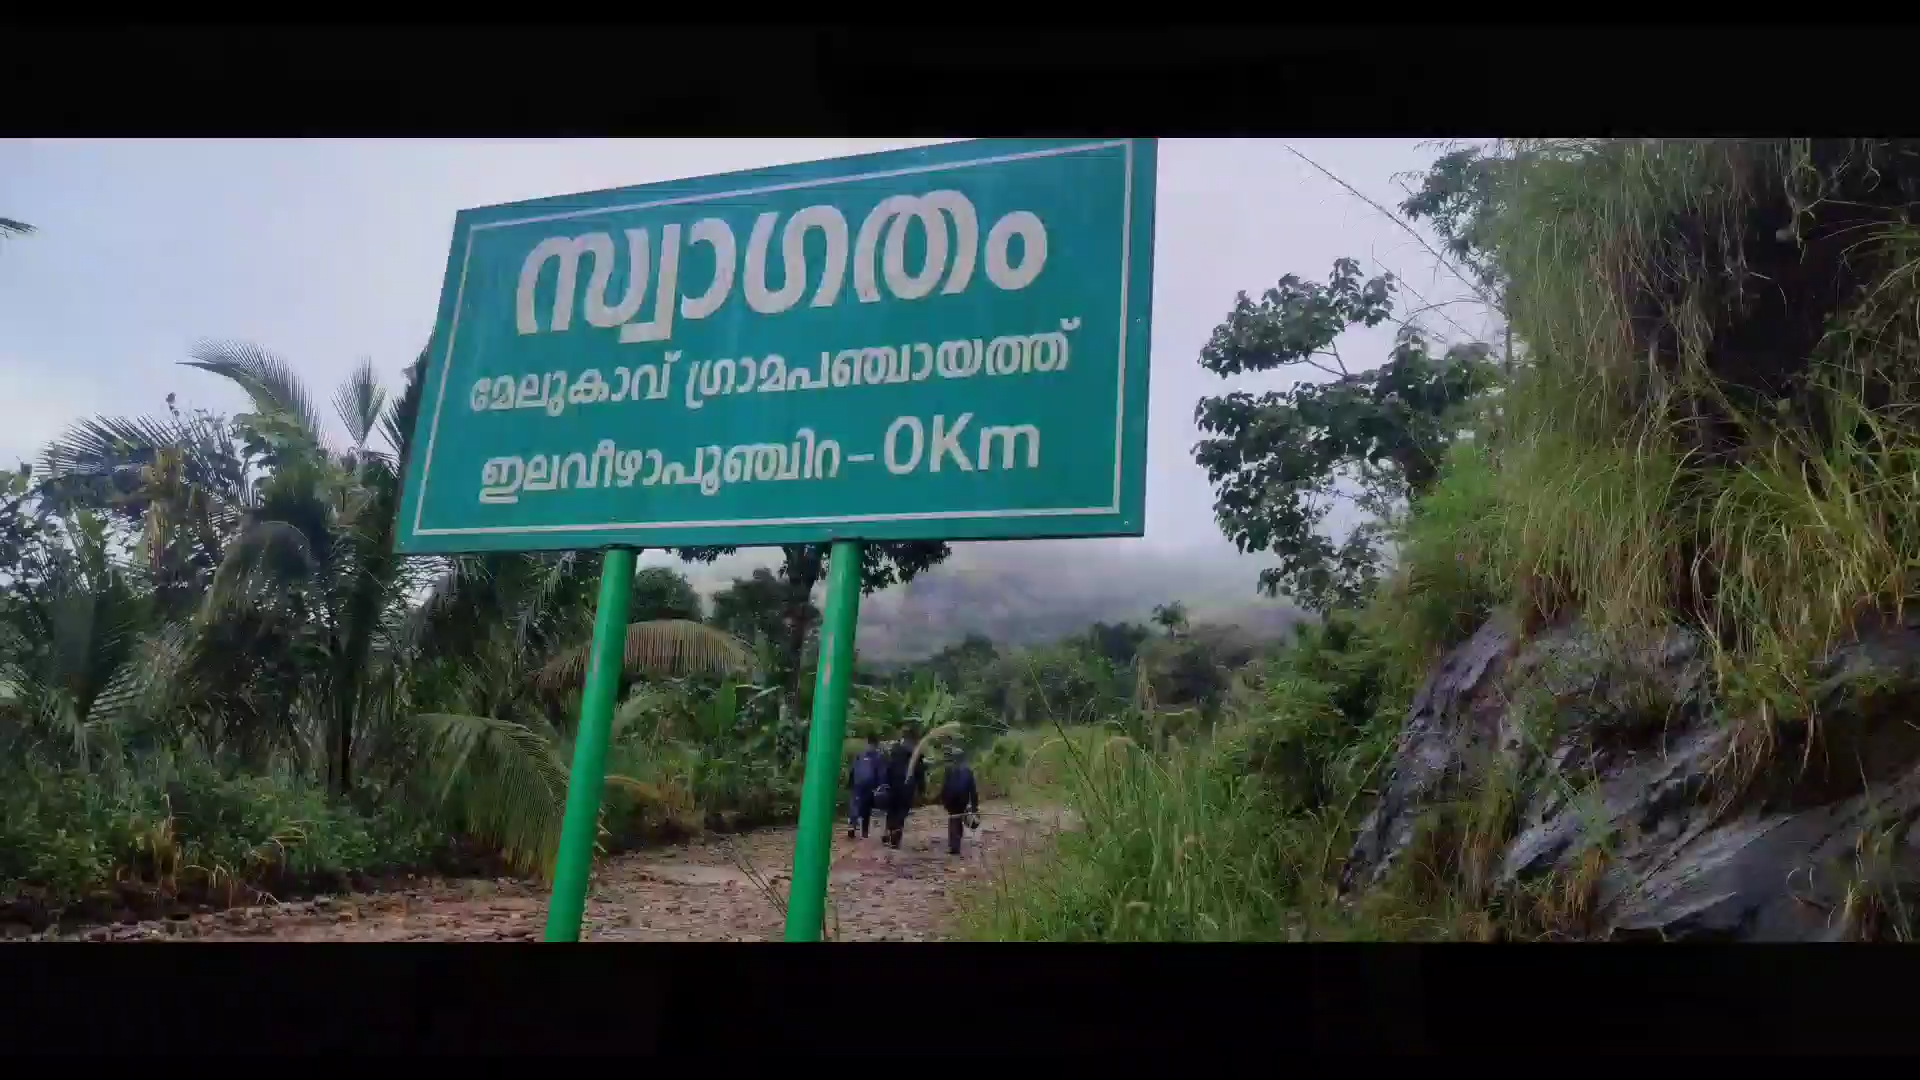 സ്വാഗതം
മേലുകാവ് ഗ്രാമപഞ്ചായത്ത്
ഇലവീഴാപൂഞ്ചിറ - 0Km